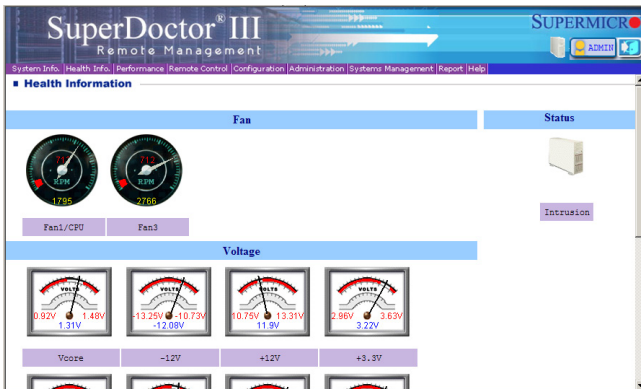 SuperDoctor® III
Remote Management
SUPERMICR
ADMIN
System Info. |Health Info. |Performance |Remote Control |Configuration |Administration |Systems Management |Report |Help|
Health Information
Fan
Status
712
RPM
1795
712
RPM
2766
Fan1/CPU
Fan3
Intrusion
Voltage
VOLTS
0.92V
1.48V
1.31V
VOLTS
-13.25V
-10.73V
-12.08V
VOLTS
10.75V
13.31V
11.9V
VOLTS
2.96V
3.63V
3.22V
Vcore
-12V
+12V
+3.3V